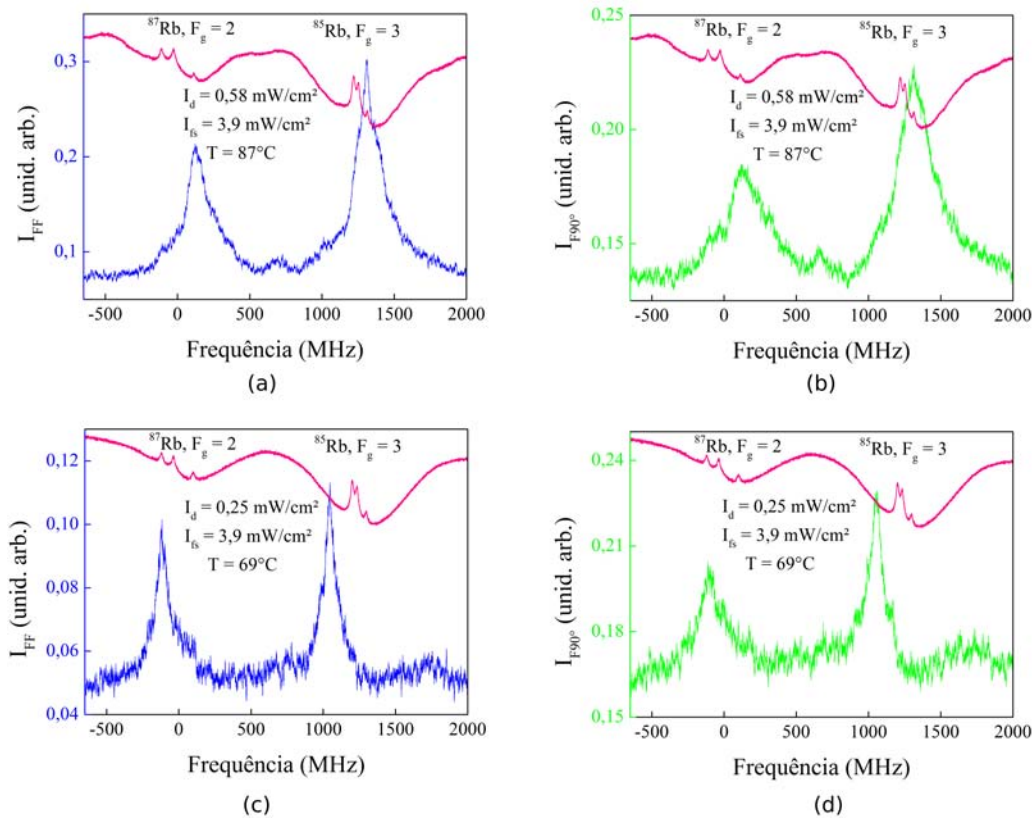 ⁸⁷Rb, F_g = 2
⁸⁵Rb, F_g = 3
I_d = 0,58 mW/cm²
I_fs = 3,9 mW/cm²
T = 87°C
I_FF (unid. arb.)
0,3
0,2
0,1
-500 0 500 1000 1500 2000
Frequência (MHz)
(a)
⁸⁷Rb, F_g = 2
⁸⁵Rb, F_g = 3
I_d = 0,58 mW/cm²
I_fs = 3,9 mW/cm²
T = 87°C
I_F90° (unid. arb.)
0,25
0,20
0,15
-500 0 500 1000 1500 2000
Frequência (MHz)
(b)
⁸⁷Rb, F_g = 2
⁸⁵Rb, F_g = 3
I_d = 0,25 mW/cm²
I_fs = 3,9 mW/cm²
T = 69°C
I_FF (unid. arb.)
0,12
0,10
0,08
0,06
0,04
-500 0 500 1000 1500 2000
Frequência (MHz)
(c)
⁸⁷Rb, F_g = 2
⁸⁵Rb, F_g = 3
I_d = 0,25 mW/cm²
I_fs = 3,9 mW/cm²
T = 69°C
I_F90° (unid. arb.)
0,24
0,21
0,18
0,15
-500 0 500 1000 1500 2000
Frequência (MHz)
(d)